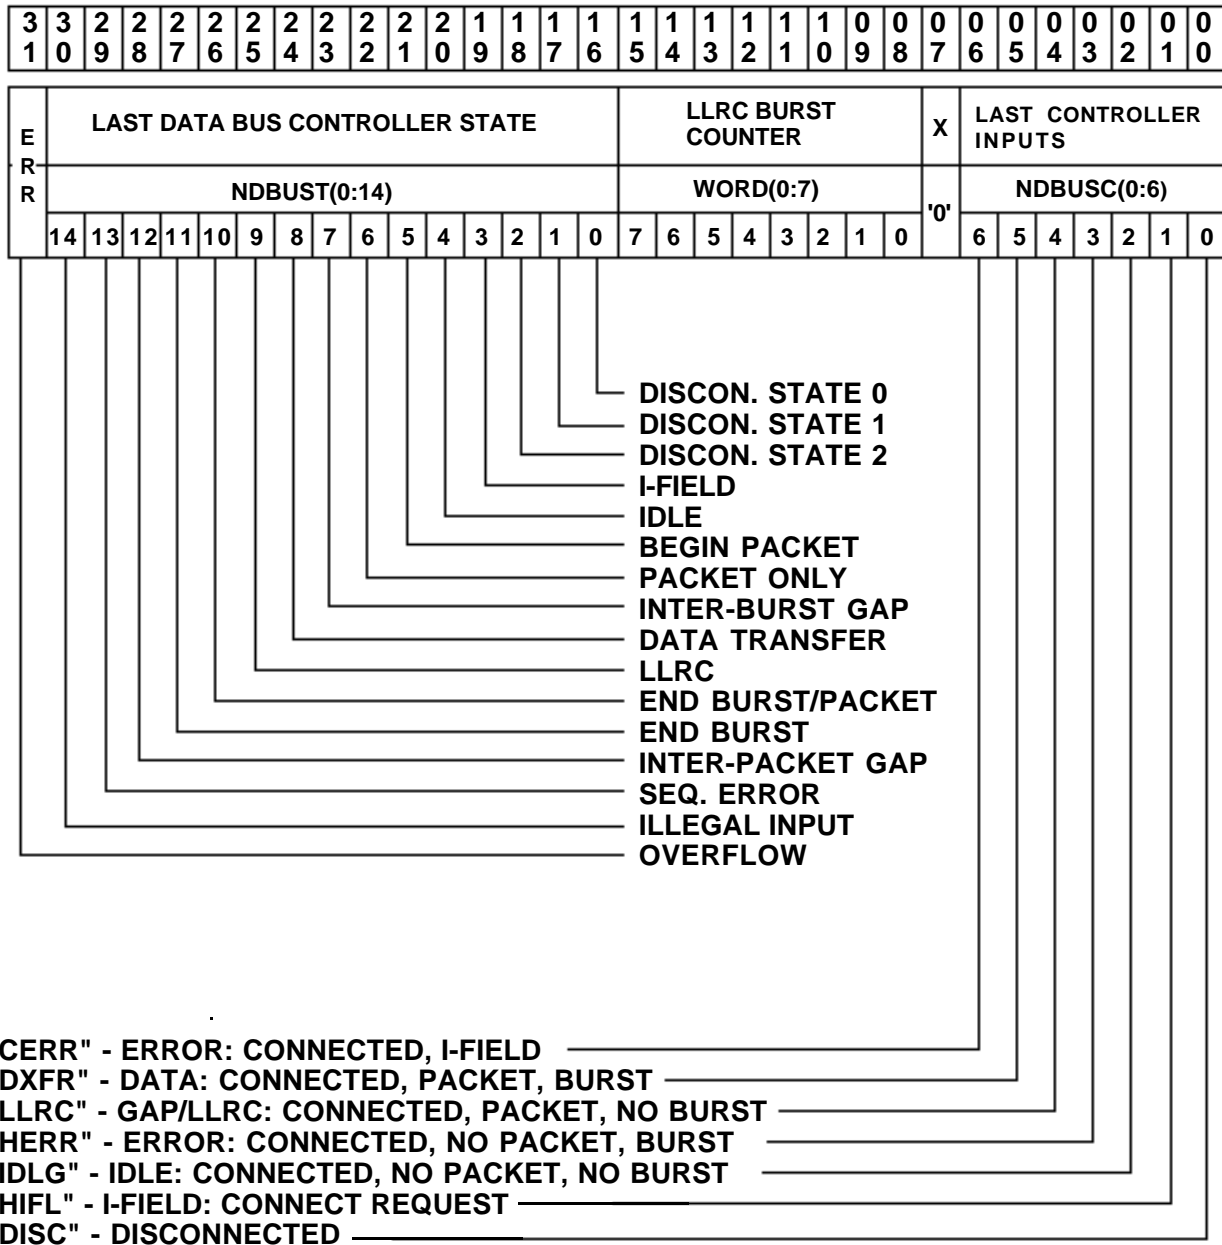 3 3 2 2 2 2 2 2 2 2 2 2 1 1 1 1 1 1 1 1 1 1 0 0 0 0 0 0 0 0 0 0
1 0 9 8 7 6 5 4 3 2 1 0 9 8 7 6 5 4 3 2 1 0 9 8 7 6 5 4 3 2 1 0
ERR
LAST DATA BUS CONTROLLER STATE
LLRC BURST
COUNTER
X
LAST CONTROLLER
INPUTS
NDBUST(0:14)
WORD(0:7)
'0'
NDBUSC(0:6)
14 13 12 11 10 9 8 7 6 5 4 3 2 1 0 7 6 5 4 3 2 1 0 6 5 4 3 2 1 0
DISCON. STATE 0
DISCON. STATE 1
DISCON. STATE 2
I-FIELD
IDLE
BEGIN PACKET
PACKET ONLY
INTER-BURST GAP
DATA TRANSFER
LLRC
END BURST/PACKET
END BURST
INTER-PACKET GAP
SEQ. ERROR
ILLEGAL INPUT
OVERFLOW
CERR" - ERROR: CONNECTED, I-FIELD
DXFR" - DATA: CONNECTED, PACKET, BURST
LLRC" - GAP/LLRC: CONNECTED, PACKET, NO BURST
HERR" - ERROR: CONNECTED, NO PACKET, BURST
IDLG" - IDLE: CONNECTED, NO PACKET, NO BURST
HIFL" - I-FIELD: CONNECT REQUEST
DISC" - DISCONNECTED